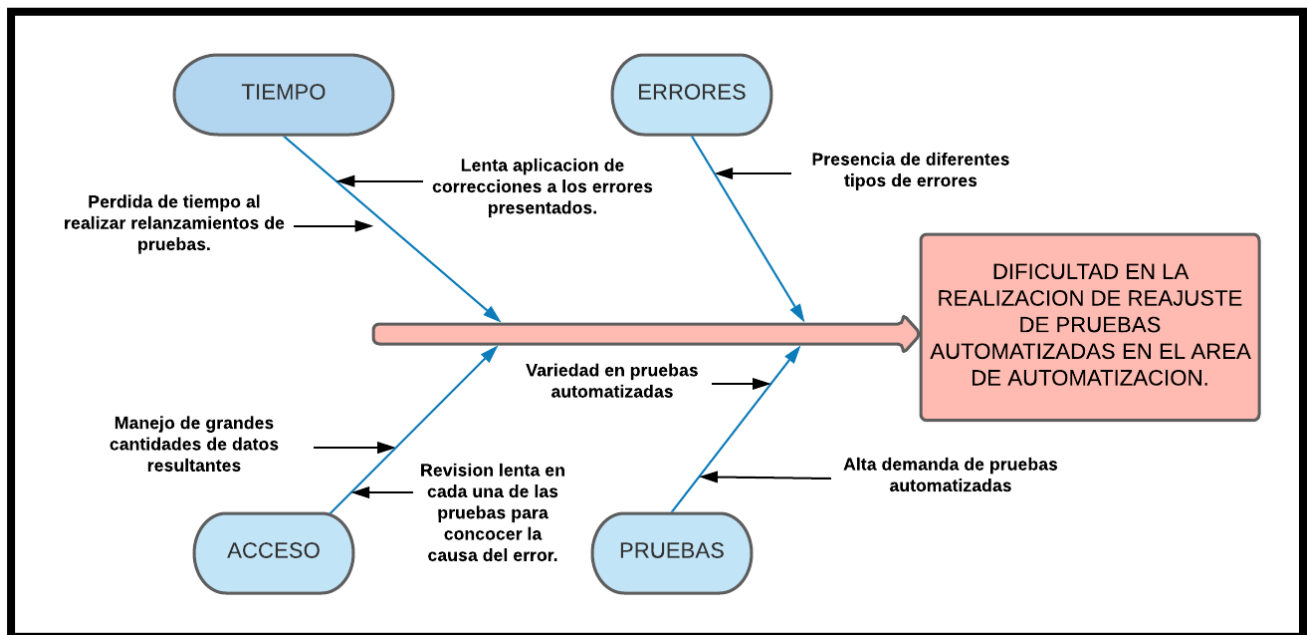 TIEMPO
ERRORES
Lenta aplicacion de
correcciones a los errores
presentados.
Perdida de tiempo al
realizar relanzamientos de
pruebas.
Presencia de diferentes
tipos de errores
DIFICULTAD EN LA
REALIZACION DE REAJUSTE
DE PRUEBAS
AUTOMATIZADAS EN EL AREA
DE AUTOMATIZACION.
Variedad en pruebas
automatizadas
Manejo de grandes
cantidades de datos
resultantes
Revision lenta en
cada una de las
pruebas para
concocer la
causa del error.
Alta demanda de pruebas
automatizadas
ACCESO
PRUEBAS